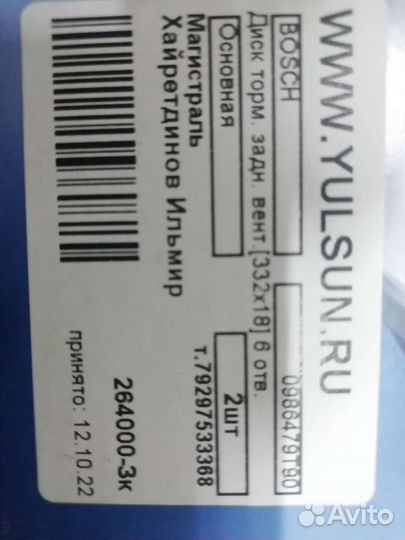 WWW.YULSUN.RU
BOSCH
0986479T90
Диск торм. задн. вент.[332x18] 6 отв.
Основная
2шт
Магистраль
т.79297533368
Хайретдинов Ильмир
264000-3к
принято: 12.10.22
Avito